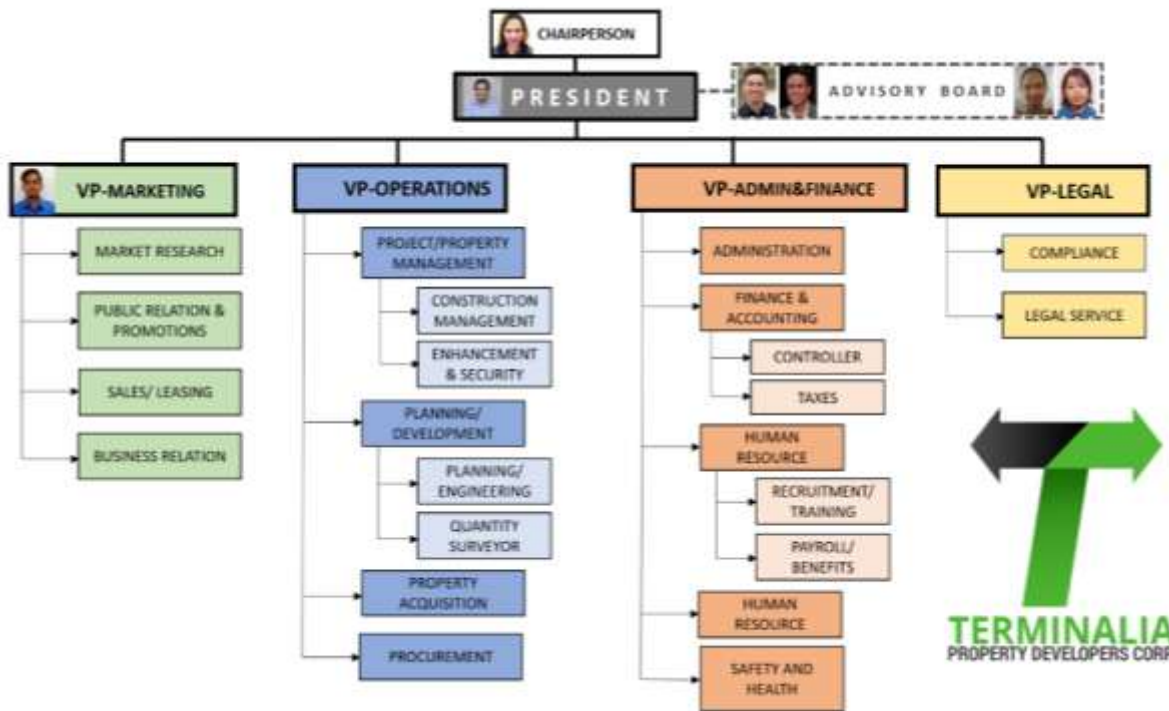 CHAIRPERSON
PRESIDENT
ADVISORY BOARD
VP-MARKETING
MARKET RESEARCH
PUBLIC RELATION &
PROMOTIONS
SALES/ LEASING
BUSINESS RELATION
VP-OPERATIONS
PROJECT/PROPERTY
MANAGEMENT
CONSTRUCTION
MANAGEMENT
ENHANCEMENT
& SECURITY
PLANNING/
DEVELOPMENT
PLANNING/
ENGINEERING
QUANTITY
SURVEYOR
PROPERTY
ACQUISITION
PROCUREMENT
VP-ADMIN&FINANCE
ADMINISTRATION
FINANCE &
ACCOUNTING
CONTROLLER
TAXES
HUMAN
RESOURCE
RECRUITMENT/
TRAINING
PAYROLL/
BENEFITS
HUMAN
RESOURCE
SAFETY AND
HEALTH
VP-LEGAL
COMPLIANCE
LEGAL SERVICE
TERMINALIA
PROPERTY DEVELOPERS CORP